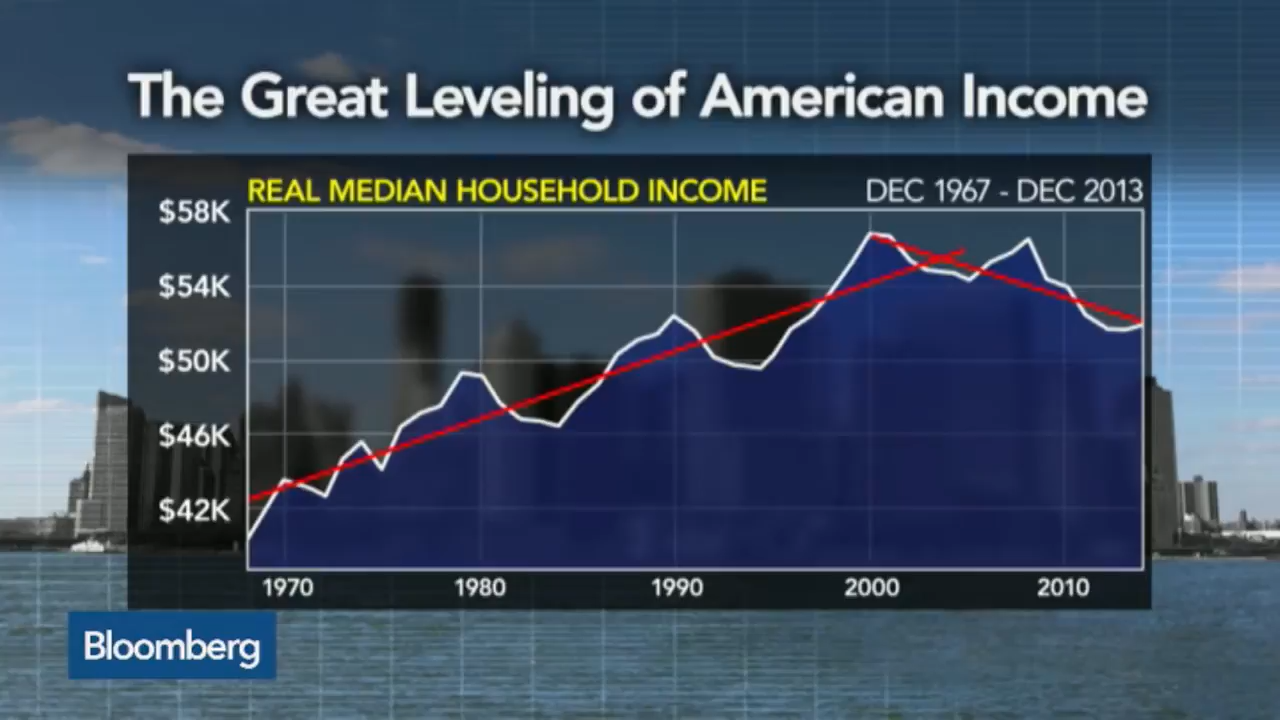 The Great Leveling of American Income
REAL MEDIAN HOUSEHOLD INCOME DEC 1967 - DEC 2013
$58K
$54K
$50K
$46K
$42K
1970 1980 1990 2000 2010
Bloomberg